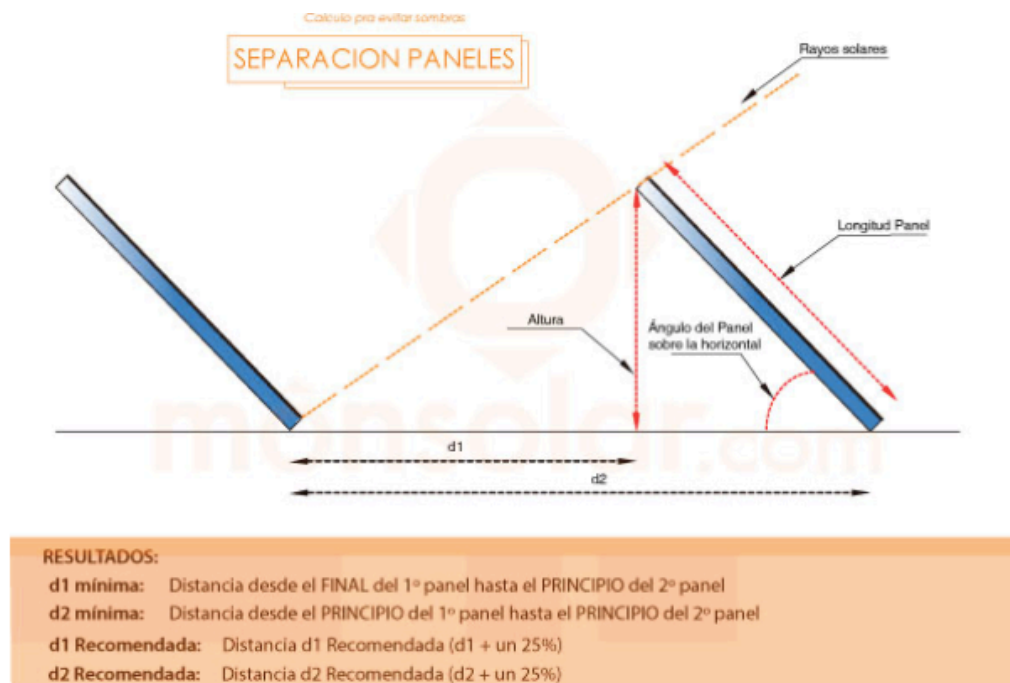 Calculo pra evitar sombras
SEPARACION PANELES
Rayos solares
Longitud Panel
Altura
Ángulo del Panel
sobre la horizontal
monsolar.com
d1
d2
RESULTADOS:
d1 mínima: Distancia desde el FINAL del 1º panel hasta el PRINCIPIO del 2º panel
d2 mínima: Distancia desde el PRINCIPIO del 1º panel hasta el PRINCIPIO del 2º panel
d1 Recomendada: Distancia d1 Recomendada (d1 + un 25%)
d2 Recomendada: Distancia d2 Recomendada (d2 + un 25%)